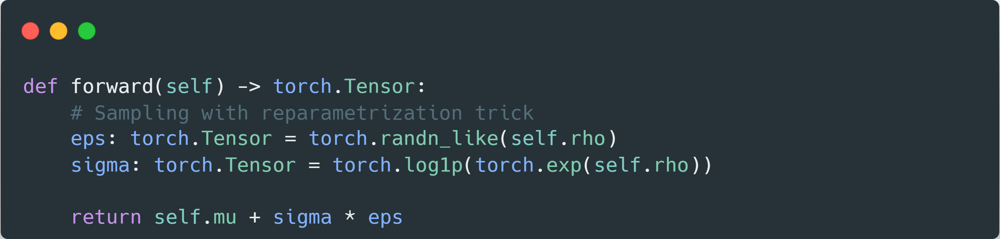 def forward(self) -> torch.Tensor:
    # Sampling with reparametrization trick
    eps: torch.Tensor = torch.randn_like(self.rho)
    sigma: torch.Tensor = torch.log1p(torch.exp(self.rho))
    return self.mu + sigma * eps